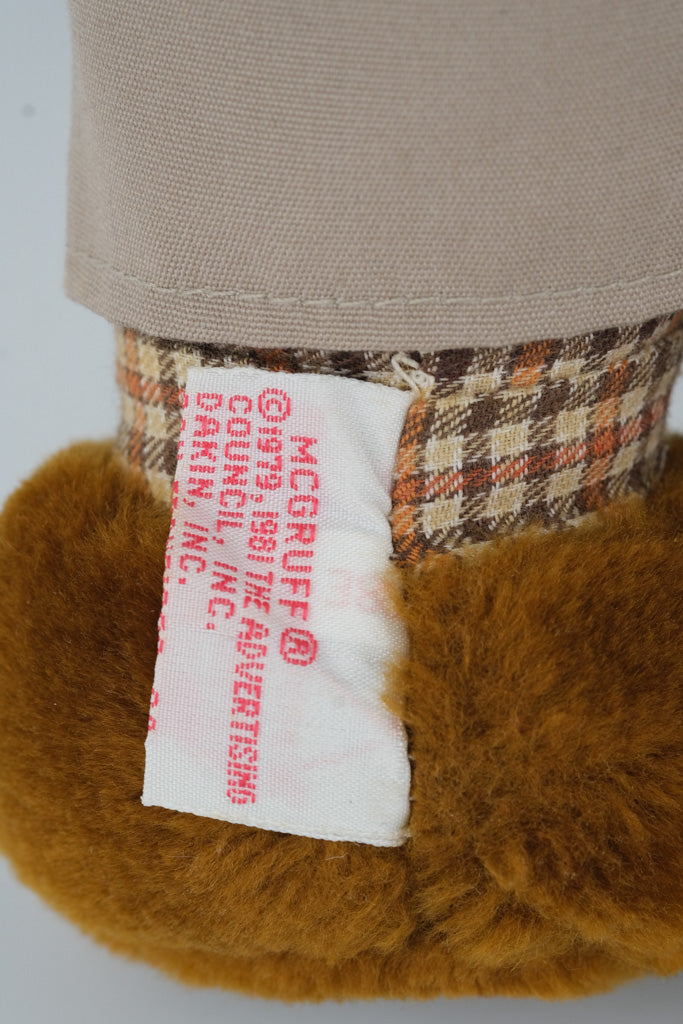 MCGRUFF®
©1979, 1981 THE ADVERTISING
COUNCIL, INC.
DAKIN, INC.